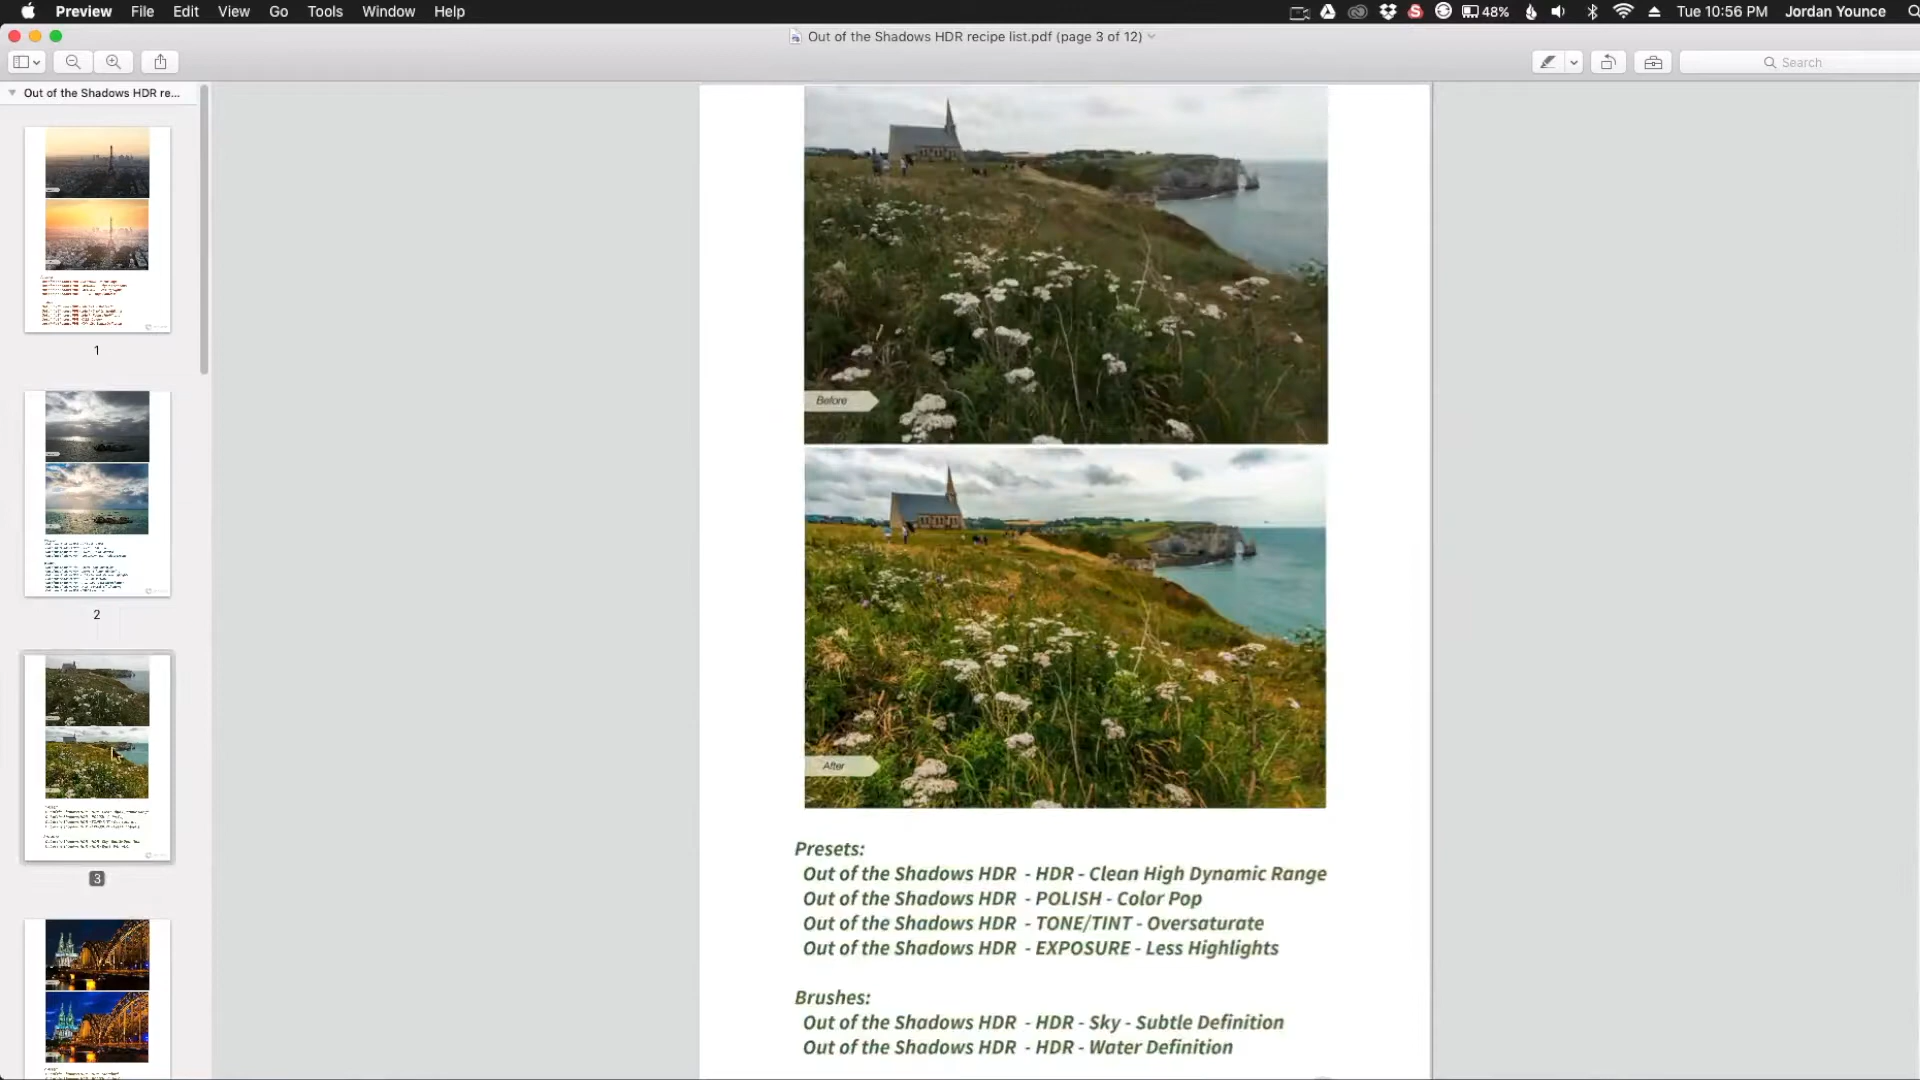 Preview File Edit View Go Tools Window Help 48% Tue 10:56 PM Jordan Younce
Out of the Shadows HDR recipe list.pdf (page 3 of 12)
Search
Out of the Shadows HDR re...
1
2
3
Before
After
Presets:
Out of the Shadows HDR - HDR - Clean High Dynamic Range
Out of the Shadows HDR - POLISH - Color Pop
Out of the Shadows HDR - TONE/TINT - Oversaturate
Out of the Shadows HDR - EXPOSURE - Less Highlights
Brushes:
Out of the Shadows HDR - HDR - Sky - Subtle Definition
Out of the Shadows HDR - HDR - Water Definition